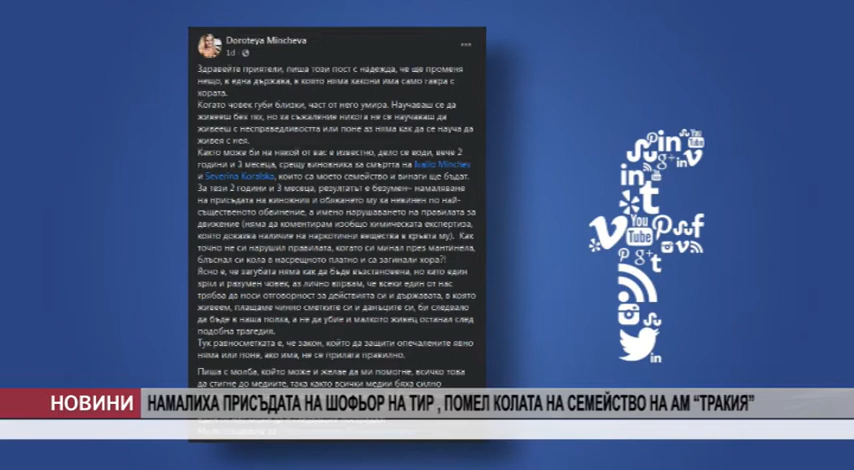 Doroteya Mincheva
1d
Здравейте приятели, пиша този пост с надежда, че ще променя
нещо, в една държава, в която няма закони има само гавра с
хората.
Когато човек губи близки, част от него умира. Научаваш се да
живееш без тях, но за съжаление никога не се научаваш да
живееш с несправедливостта или поне аз няма как да се науча да
живея с нея.
Както може би на някой от вас е известно, дело се води, вече 2
години и 3 месеца, срещу виновника за смъртта на Ivailo Minchev
и Severina Koralska, които са моето семейство и винаги ще бъдат.
За тези 2 години и 3 месеца, резултатът е безумен- намаляване
на присъдата на виновния и обявяването му за невинен по най-
същественото обвинение, а именно нарушаването на правилата за
движение (няма да коментирам изобщо химическата експертиза,
която доказва наличие на наркотични вещества в кръвта му). Как
точно не си нарушил правилата, когато си минал през мантинела,
блъснал си кола в насрещното платно и са загинали хора?!
Ясно е, че загубата няма как да бъде възстановена, но като един
зрял и разумен човек, аз лично вярвам, че всеки един от нас
трябва да носи отговорност за действията си и държавата, в която
живеем, плащаме чинно сметките си и данъците си, би следвало
да бъде в наша полза, а не да убие и малкото живец останал след
подобна трагедия.
Тук равносметката е, че закон, който да защити опечалените явно
няма или поне, ако има, не се прилага правилно.
Пиша с молба, който може и желае да ми помогне, всичко това
да стигне до медиите, така както всички медии бяха силно
НОВИНИ
НАМАЛИХА ПРИСЪДАТА НА ШОФЬОР НА ТИР , ПОМЕЛ КОЛАТА НА СЕМЕЙСТВО НА АМ "ТРАКИЯ"
You
Tube